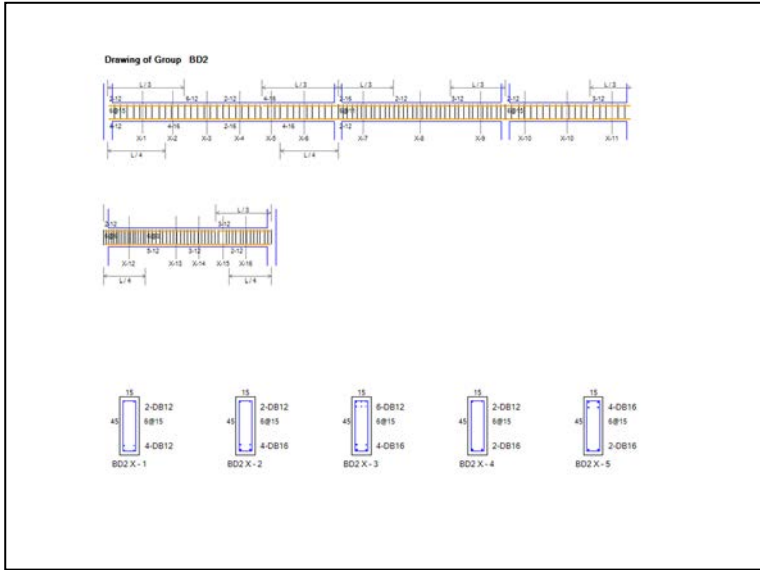 Drawing of Group BD2
L / 3 L / 3 L / 3 L / 3 L / 3
2-12 6-12 2-12 4-16 2-16 2-12 3-12 2-12 3-12
6@15 6@15 6@15
4-12 4-16 2-16 4-16 2-12
X-1 X-2 X-3 X-4 X-5 X-6 X-7 X-8 X-9 X-10 X-10 X-11
L / 4 L / 4
L / 3
2-12 3-12
5-12 3-12 2-12
X-12 X-13 X-14 X-15 X-16
L / 4 L / 4
15 15 15 15 15
2-DB12 2-DB12 6-DB12 2-DB12 4-DB16
45 6@15 45 6@15 45 6@15 45 6@15 45 6@15
4-DB12 4-DB16 4-DB16 2-DB16 2-DB16
BD2 X - 1 BD2 X - 2 BD2 X - 3 BD2 X - 4 BD2 X - 5